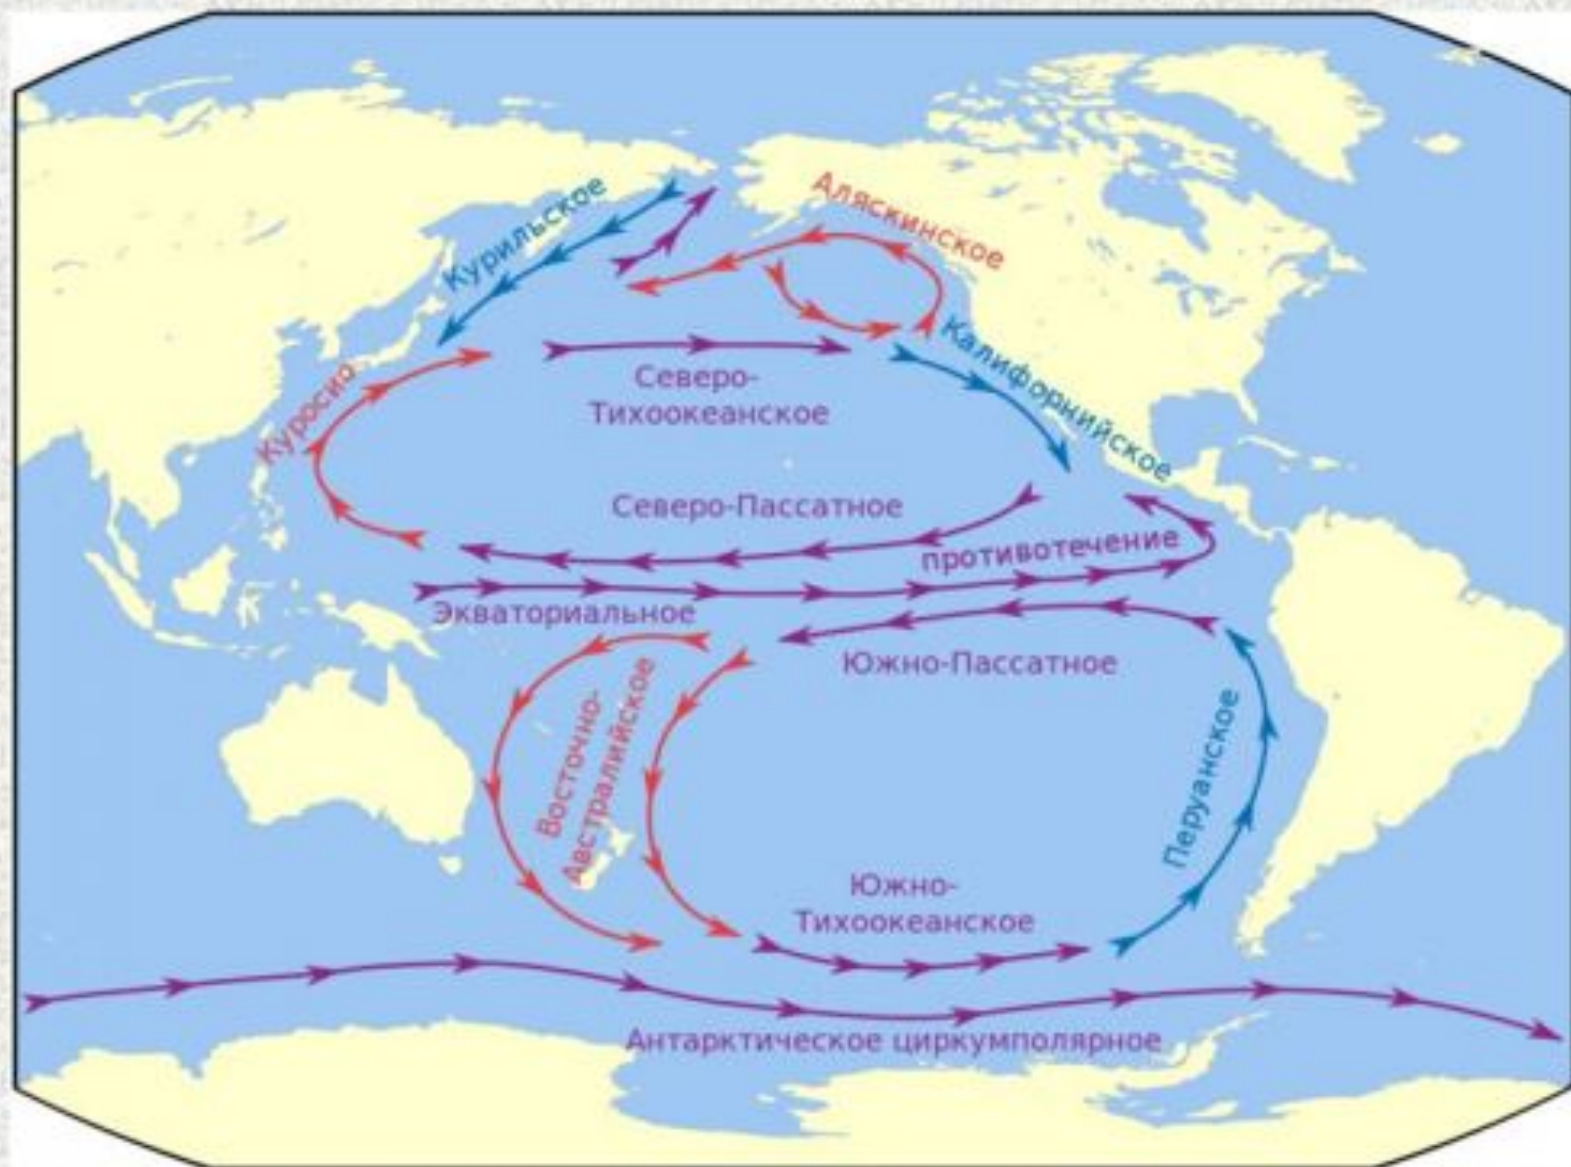 Курильское
Аляскинское
Калифорнийское
Куросио
Северо-
Тихоокеанское
Северо-Пассатное
противотечение
Экваториальное
Южно-Пассатное
Восточно-
Австралийское
Перуанское
Южно-
Тихоокеанское
Антарктическое циркумполярное